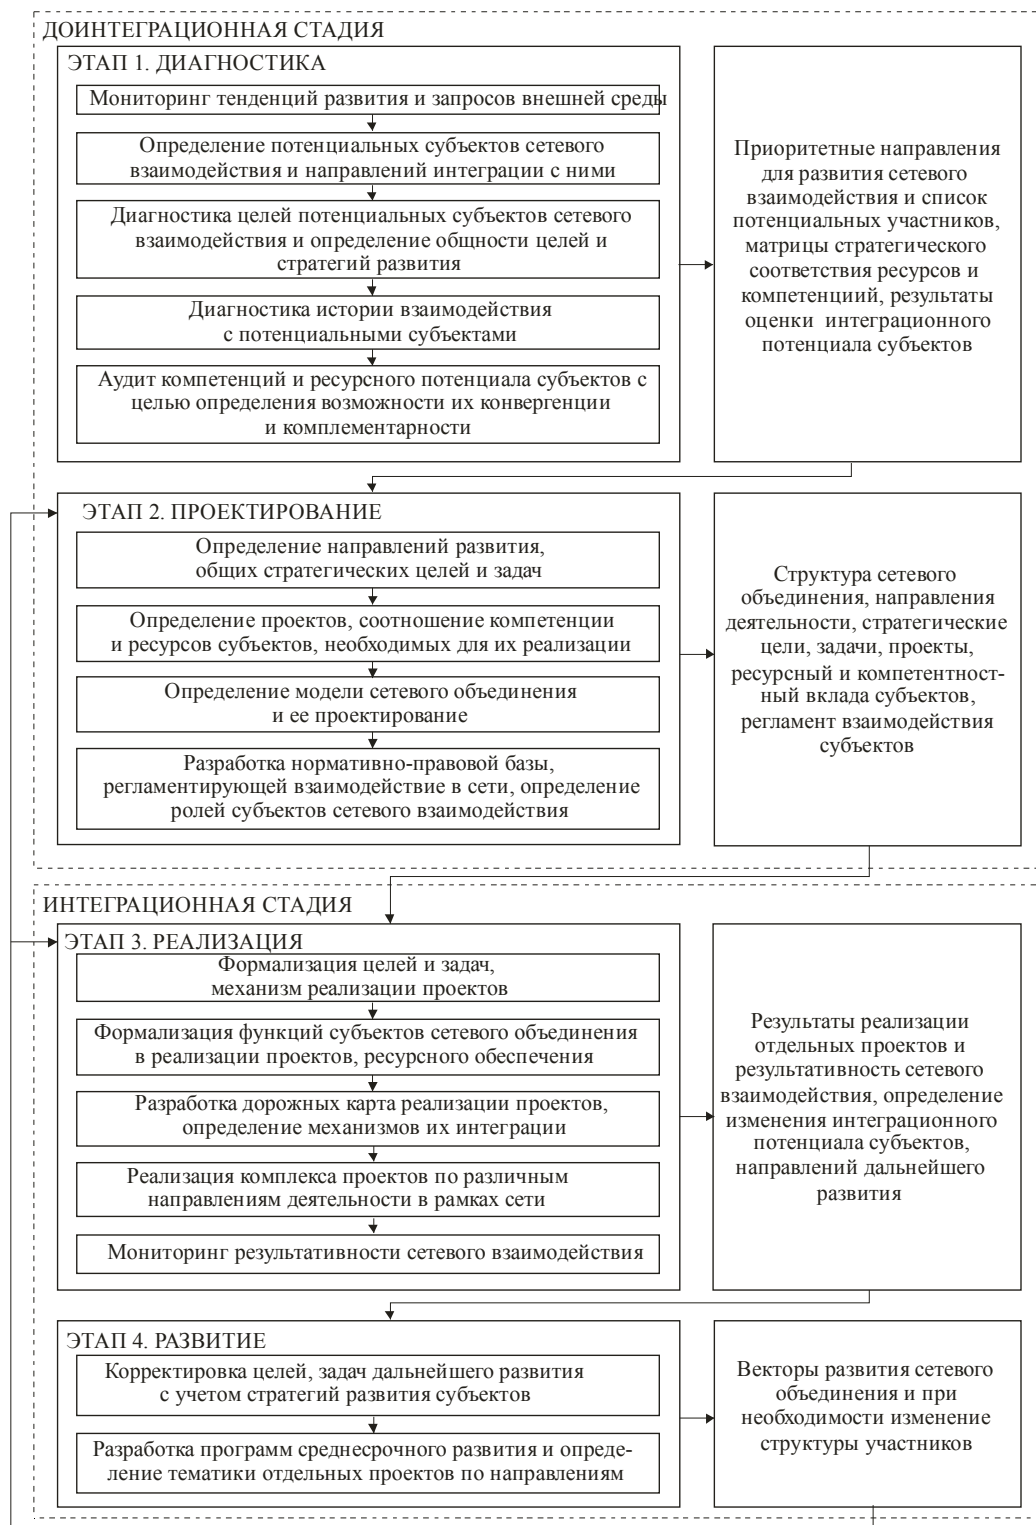 ДОИНТЕГРАЦИОННАЯ СТАДИЯ
ЭТАП 1. ДИАГНОСТИКА
Мониторинг тенденций развития и запросов внешней среды
Определение потенциальных субъектов сетевого
взаимодействия и направлений интеграции с ними
Диагностика целей потенциальных субъектов сетевого
взаимодействия и определение общности целей и
стратегий развития
Диагностика истории взаимодействия
с потенциальными субъектами
Аудит компетенций и ресурсного потенциала субъектов с
целью определения возможности их конвергенции
и комплементарности
Приоритетные направления
для развития сетевого
взаимодействия и список
потенциальных участников,
матрицы стратегического
соответствия ресурсов и
компетенциий, результаты
оценки интеграционного
потенциала субъектов
ЭТАП 2. ПРОЕКТИРОВАНИЕ
Определение направлений развития,
общих стратегических целей и задач
Определение проектов, соотношение компетенции
и ресурсов субъектов, необходимых для их реализации
Определение модели сетевого объединения
и ее проектирование
Разработка нормативно-правовой базы,
регламентирующей взаимодействие в сети, определение
ролей субъектов сетевого взаимодействия
Структура сетевого
объединения, направления
деятельности, стратегические
цели, задачи, проекты,
ресурсный и компетентност-
ный вклада субъектов,
регламент взаимодействия
субъектов
ИНТЕГРАЦИОННАЯ СТАДИЯ
ЭТАП 3. РЕАЛИЗАЦИЯ
Формализация целей и задач,
механизм реализации проектов
Формализация функций субъектов сетевого объединения
в реализации проектов, ресурсного обеспечения
Разработка дорожных карта реализации проектов,
определение механизмов их интеграции
Реализация комплекса проектов по различным
направлениям деятельности в рамках сети
Мониторинг результативности сетевого взаимодействия
Результаты реализации
отдельных проектов и
результативность сетевого
взаимодействия, определение
изменения интеграционного
потенциала субъектов,
направлений дальнейшего
развития
ЭТАП 4. РАЗВИТИЕ
Корректировка целей, задач дальнейшего развития
с учетом стратегий развития субъектов
Разработка программ среднесрочного развития и опреде-
ление тематики отдельных проектов по направлениям
Векторы развития сетевого
объединения и при
необходимости изменение
структуры участников